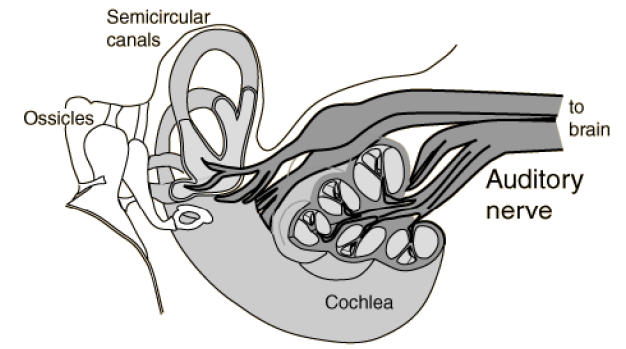 Semicircular
canals
Ossicles
to
brain
Auditory
nerve
Cochlea